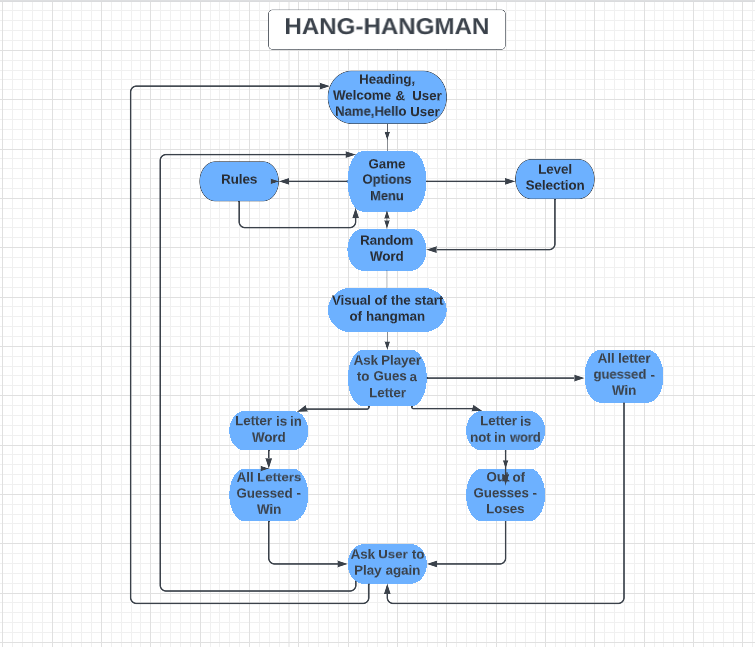 HANG-HANGMAN
Heading,
Welcome & User
Name,Hello User
Game
Options
Menu
Rules
Level
Selection
Random
Word
Visual of the start
of hangman
Ask Player
to Gues a
Letter
All letter
guessed -
Win
Letter is in
Word
Letter is
not in word
All Letters
Guessed -
Win
Out of
Guesses -
Loses
Ask User to
Play again